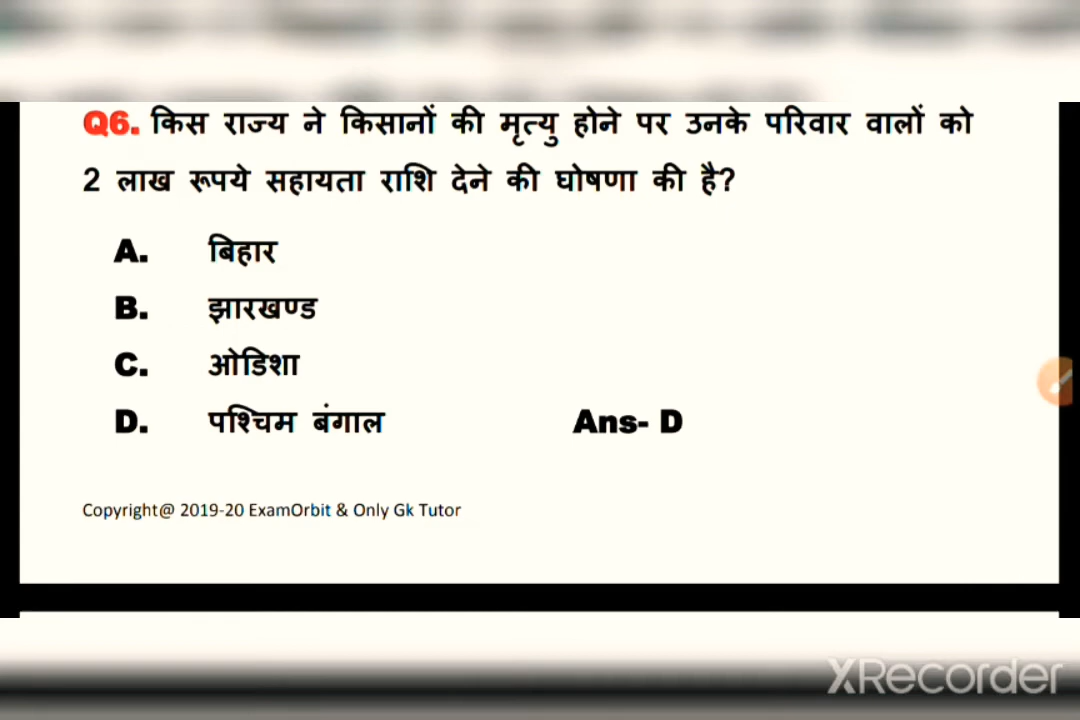 Q6. किस राज्य ने किसानों की मृत्यु होने पर उनके परिवार वालों को
2 लाख रूपये सहायता राशि देने की घोषणा की है?
A. बिहार
B. झारखण्ड
C. ओडिशा
D. पश्चिम बंगाल Ans- D
Copyright@ 2019-20 ExamOrbit & Only Gk Tutor
XRecorder